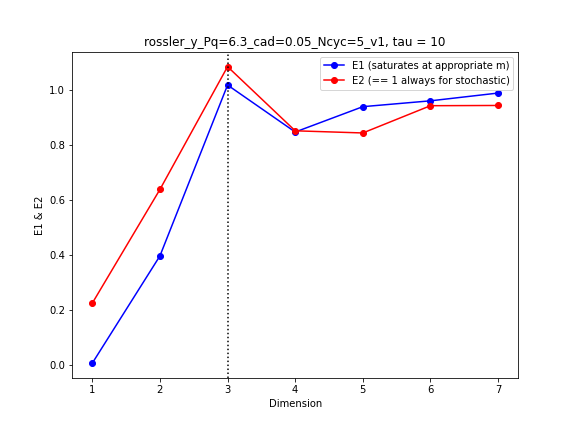 rossler_y_Pq=6.3_cad=0.05_Ncyc=5_v1, tau = 10
E1 (saturates at appropriate m)
E2 (== 1 always for stochastic)
E1 & E2
1.0
0.8
0.6
0.4
0.2
0.0
1 2 3 4 5 6 7
Dimension